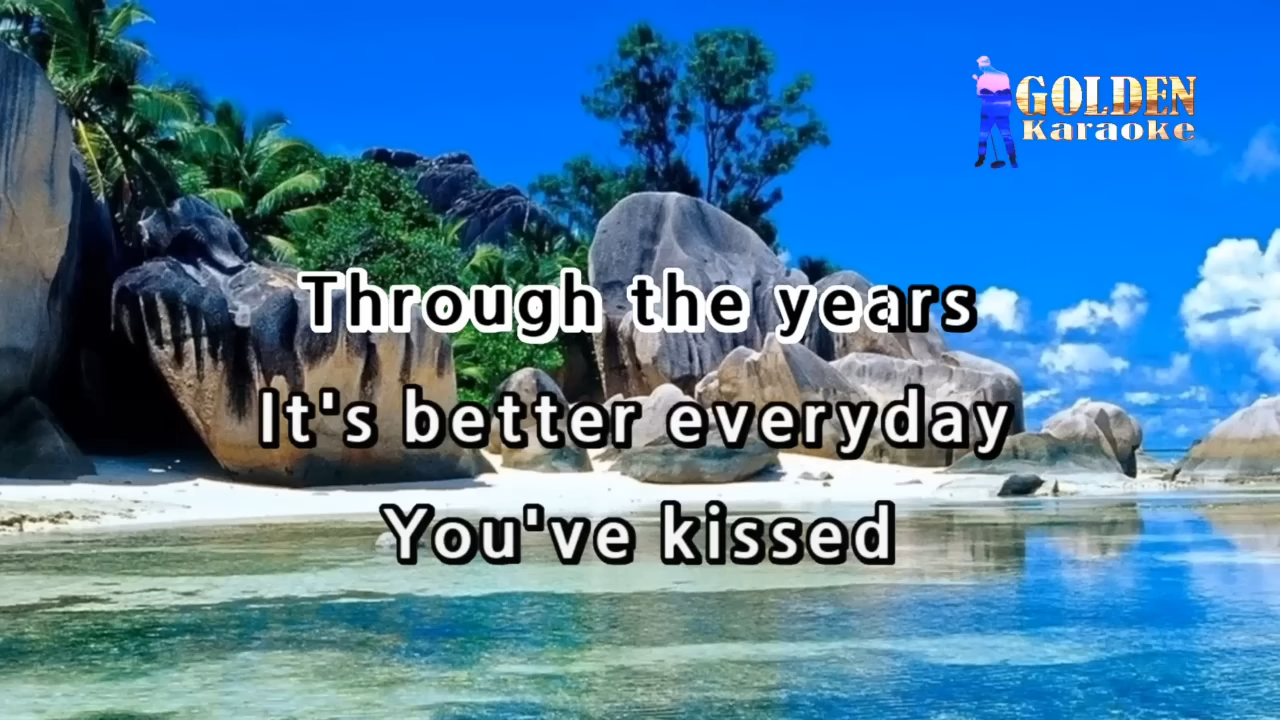 GOLDEN
Karaoke
Through the years
It's better everyday
You've kissed